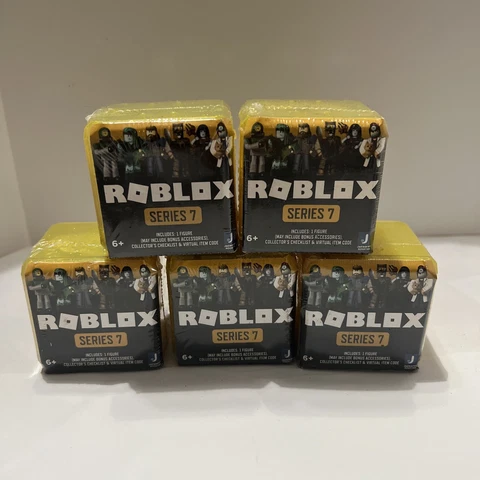 ROBLOX
SERIES 7
INCLUDES: 1 FIGURE
(MAY INCLUDE BONUS ACCESSORIES)
COLLECTOR'S CHECKLIST & VIRTUAL ITEM CODE
6+
ROBLOX
SERIES 7
INCLUDES: 1 FIGURE
(MAY INCLUDE BONUS ACCESSORIES)
COLLECTOR'S CHECKLIST & VIRTUAL ITEM CODE
6+
ROBLOX
SERIES 7
INCLUDES: 1 FIGURE
(MAY INCLUDE BONUS ACCESSORIES)
COLLECTOR'S CHECKLIST & VIRTUAL ITEM CODE
6+
ROBLOX
SERIES 7
INCLUDES: 1 FIGURE
(MAY INCLUDE BONUS ACCESSORIES)
COLLECTOR'S CHECKLIST & VIRTUAL ITEM CODE
6+
ROBLOX
SERIES 7
INCLUDES: 1 FIGURE
(MAY INCLUDE BONUS ACCESSORIES)
COLLECTOR'S CHECKLIST & VIRTUAL ITEM CODE
6+